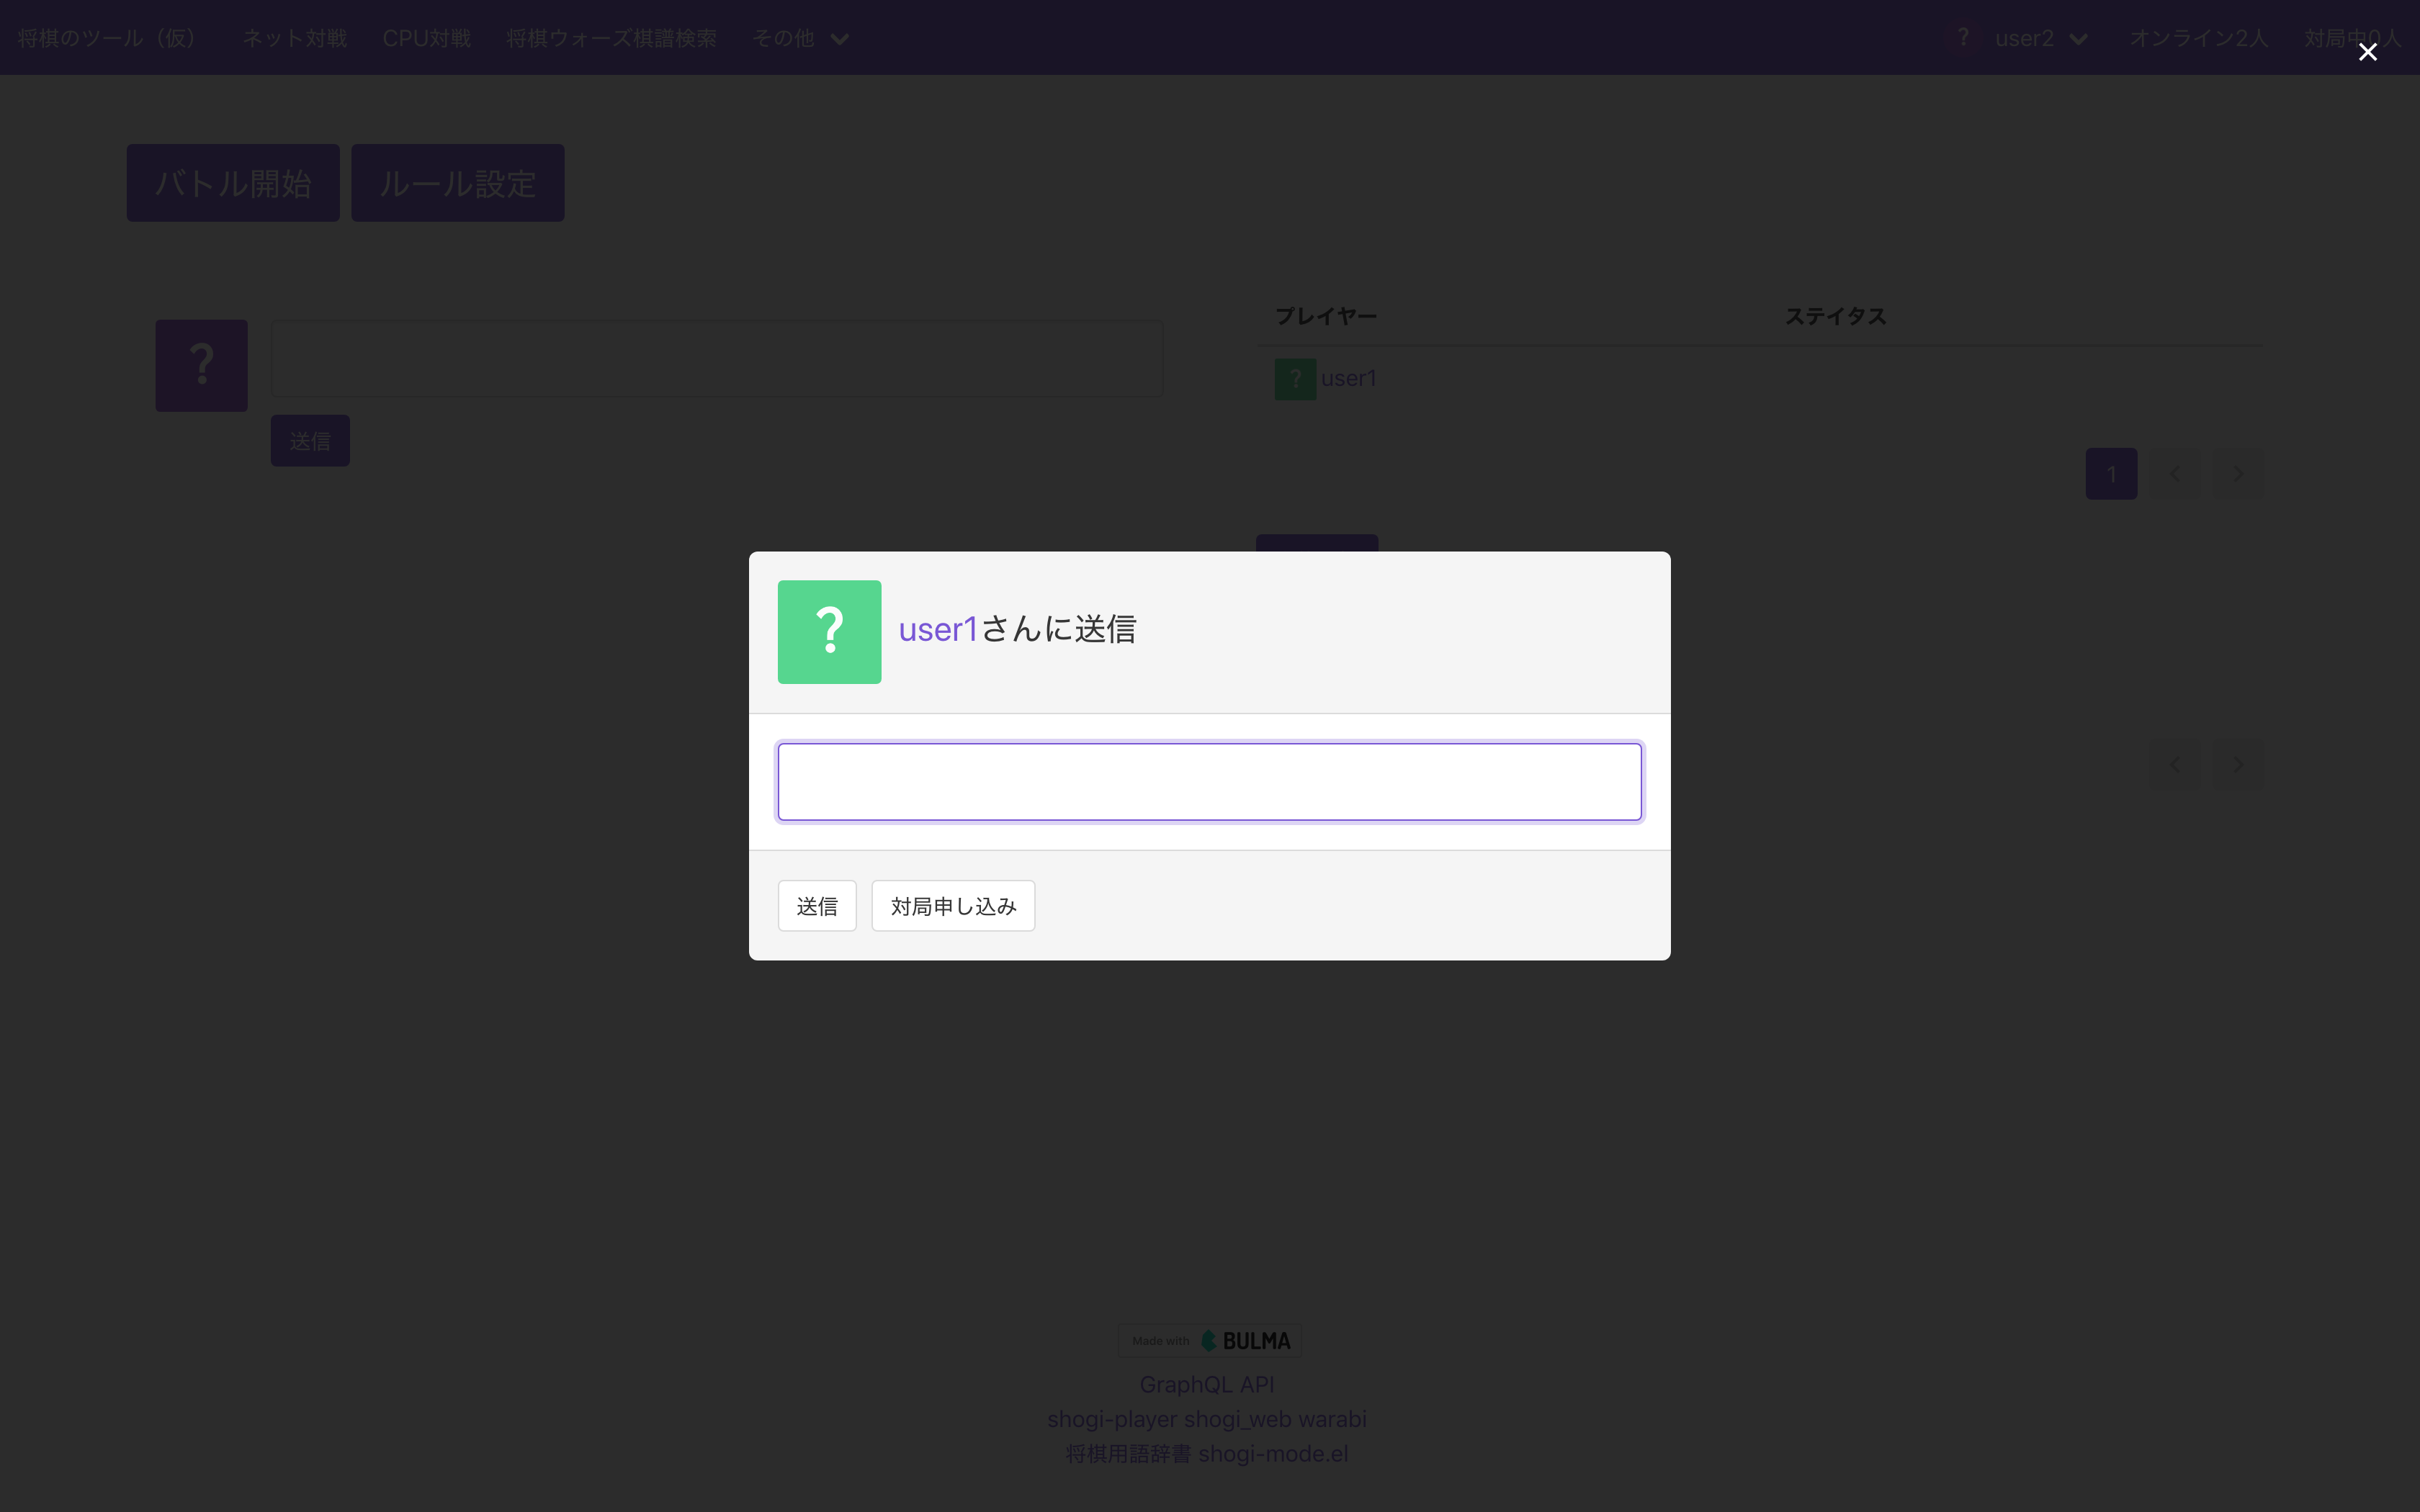 将棋のツール（仮） ネット対戦 CPU対戦 将棋ウォーズ棋譜検索 その他 ? user2 オンライン2人 対局中0人
バトル開始 ルール設定
プレイヤー ステイタス
?
? user1
送信
1
? user1さんに送信
送信 対局申し込み
Made with BULMA
GraphQL API
shogi-player shogi_web warabi
将棋用語辞書 shogi-mode.el